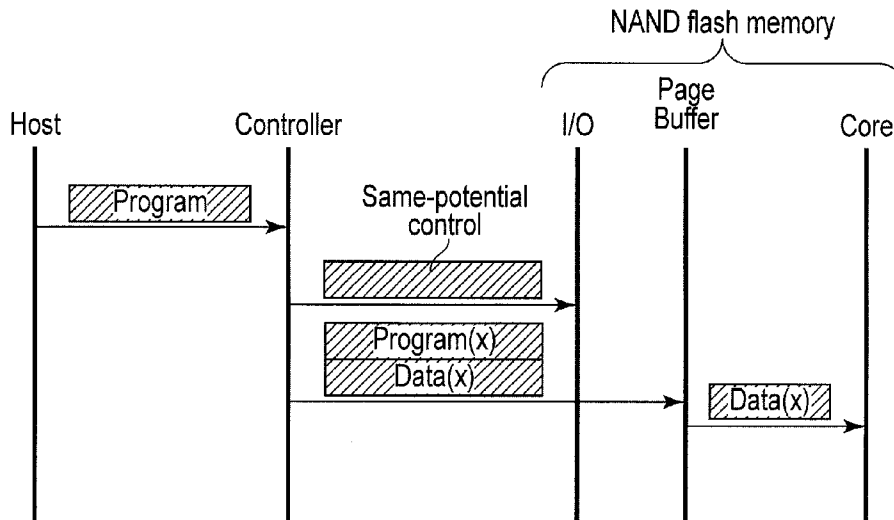 NAND flash memory
Host
Controller
I/O
Page
Buffer
Core
Program
Same-potential
control
Program(x)
Data(x)
Data(x)